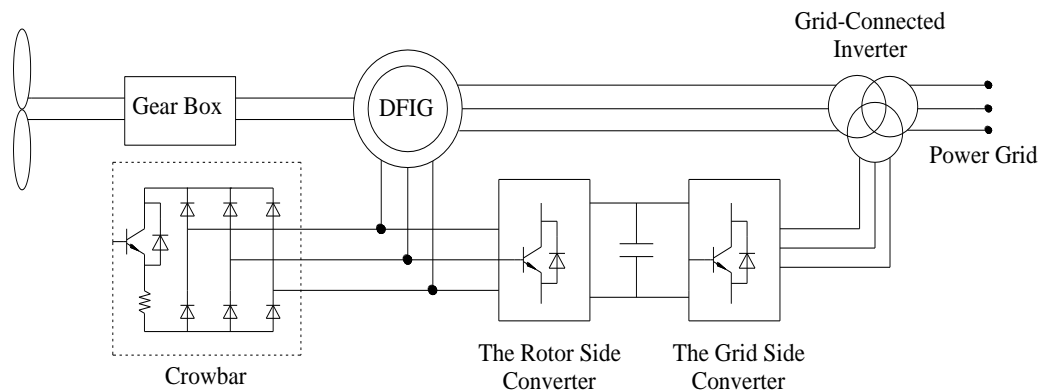 Grid-Connected
Inverter
Gear Box
DFIG
Power Grid
The Rotor Side
Converter
The Grid Side
Converter
Crowbar